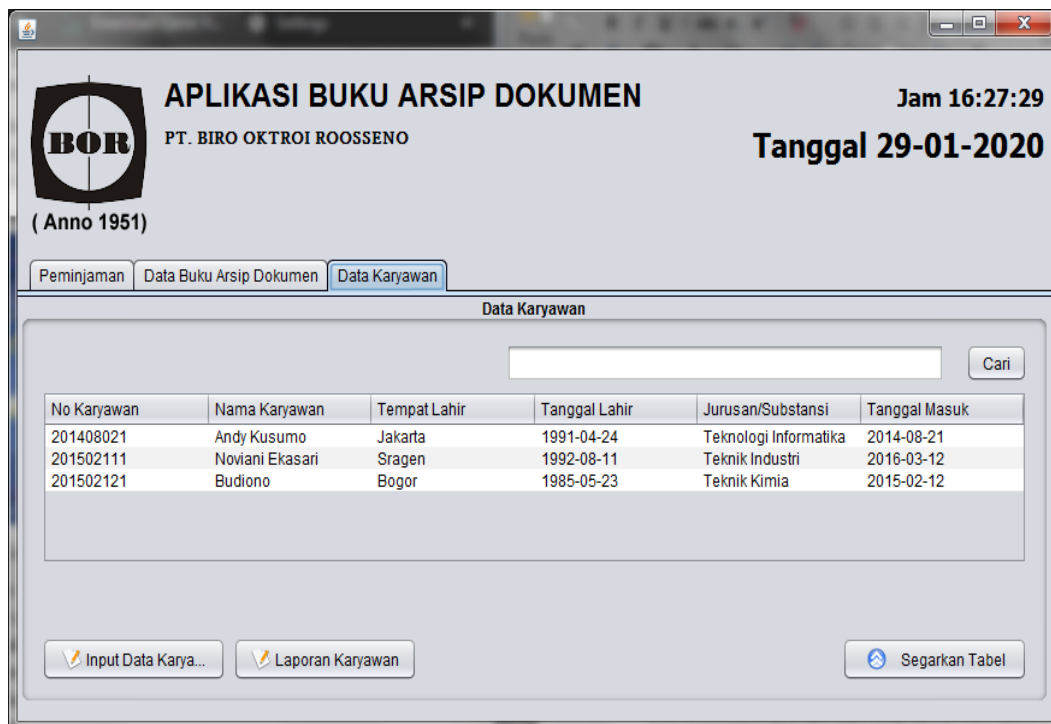 APLIKASI BUKU ARSIP DOKUMEN
Jam 16:27:29
BOR
PT. BIRO OKTROI ROOSSENO
Tanggal 29-01-2020
( Anno 1951)
Peminjaman Data Buku Arsip Dokumen Data Karyawan
Data Karyawan
Cari
No Karyawan Nama Karyawan Tempat Lahir Tanggal Lahir Jurusan/Substansi Tanggal Masuk
201408021 Andy Kusumo Jakarta 1991-04-24 Teknologi Informatika 2014-08-21
201502111 Noviani Ekasari Sragen 1992-08-11 Teknik Industri 2016-03-12
201502121 Budiono Bogor 1985-05-23 Teknik Kimia 2015-02-12
Input Data Karya... Laporan Karyawan Segarkan Tabel